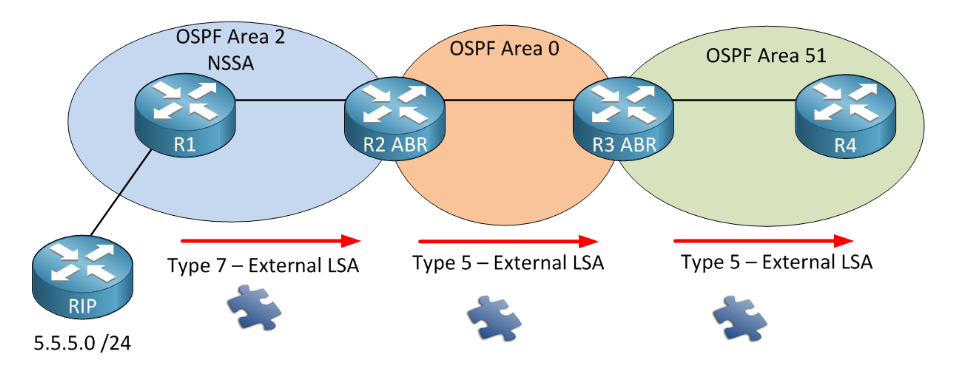 OSPF Area 2
NSSA
OSPF Area 0
OSPF Area 51
R1
R2 ABR
R3 ABR
R4
Type 7 – External LSA
Type 5 – External LSA
Type 5 – External LSA
RIP
5.5.5.0 /24